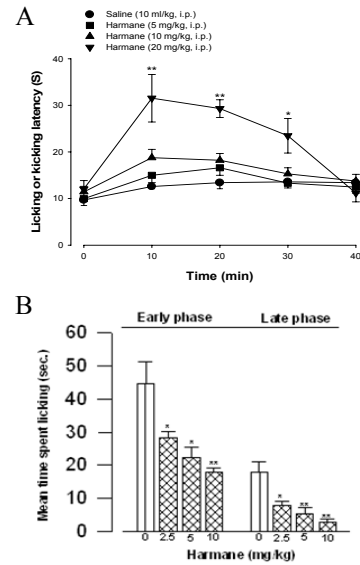 A
Saline (10 ml/kg, i.p.)
Harmane (5 mg/kg, i.p.)
Harmane (10 mg/kg, i.p.)
Harmane (20 mg/kg, i.p.)
Licking or kicking latency (S)
40
30
20
10
0
** ** *
0 10 20 30 40
Time (min)
B
Early phase Late phase
Mean time spent licking (sec.)
60
50
40
30
20
10
0
* * ** * ** **
0 2.5 5 10 0 2.5 5 10
Harmane (mg/kg)